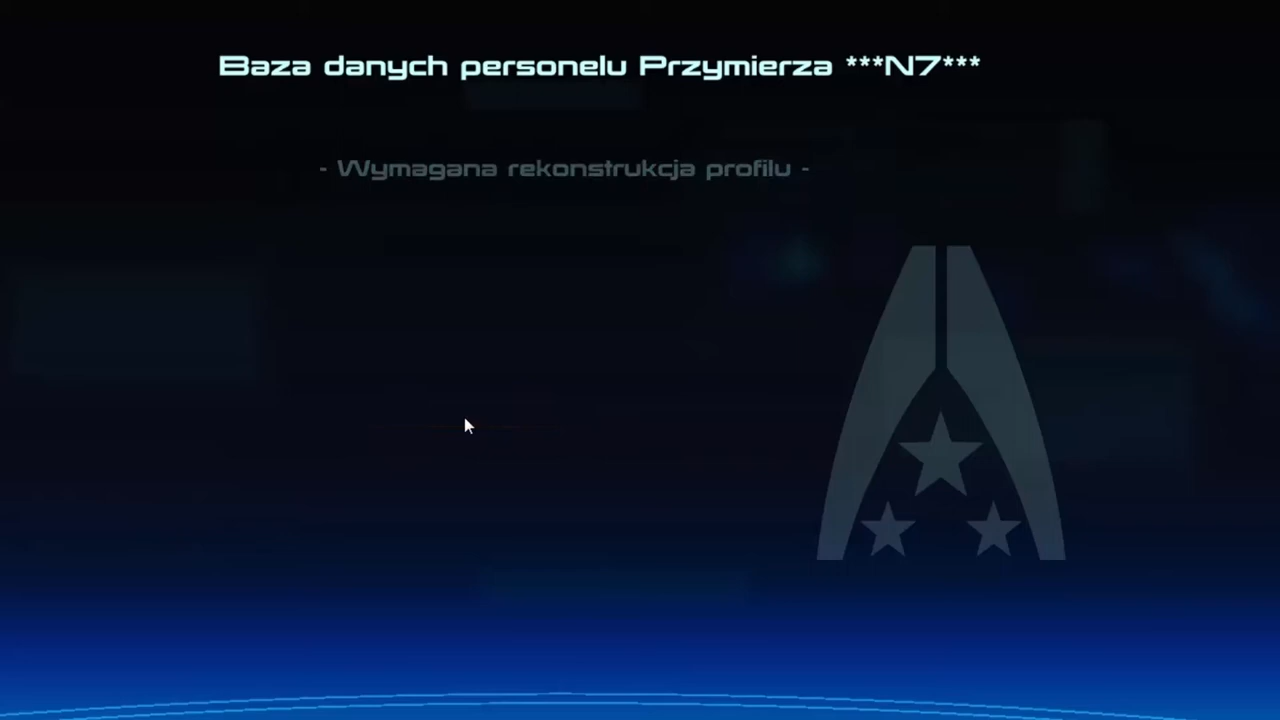 Baza danych personelu Przymierza ***N7***
- Wymagana rekonstrukcja profilu -